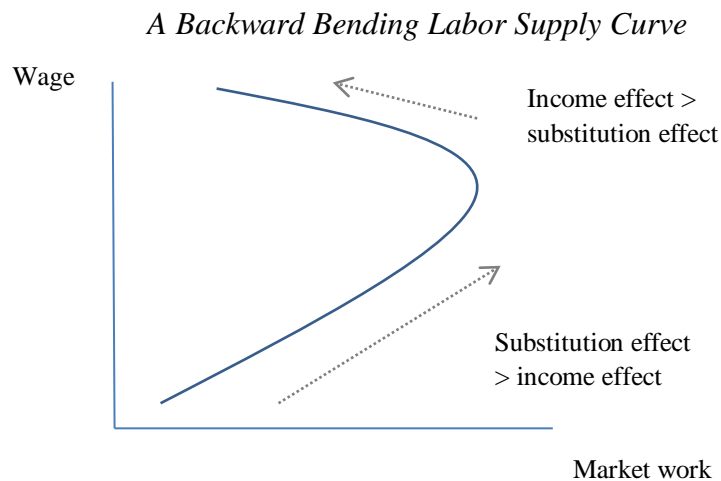 A Backward Bending Labor Supply Curve
Wage
Income effect >
substitution effect
Substitution effect
> income effect
Market work